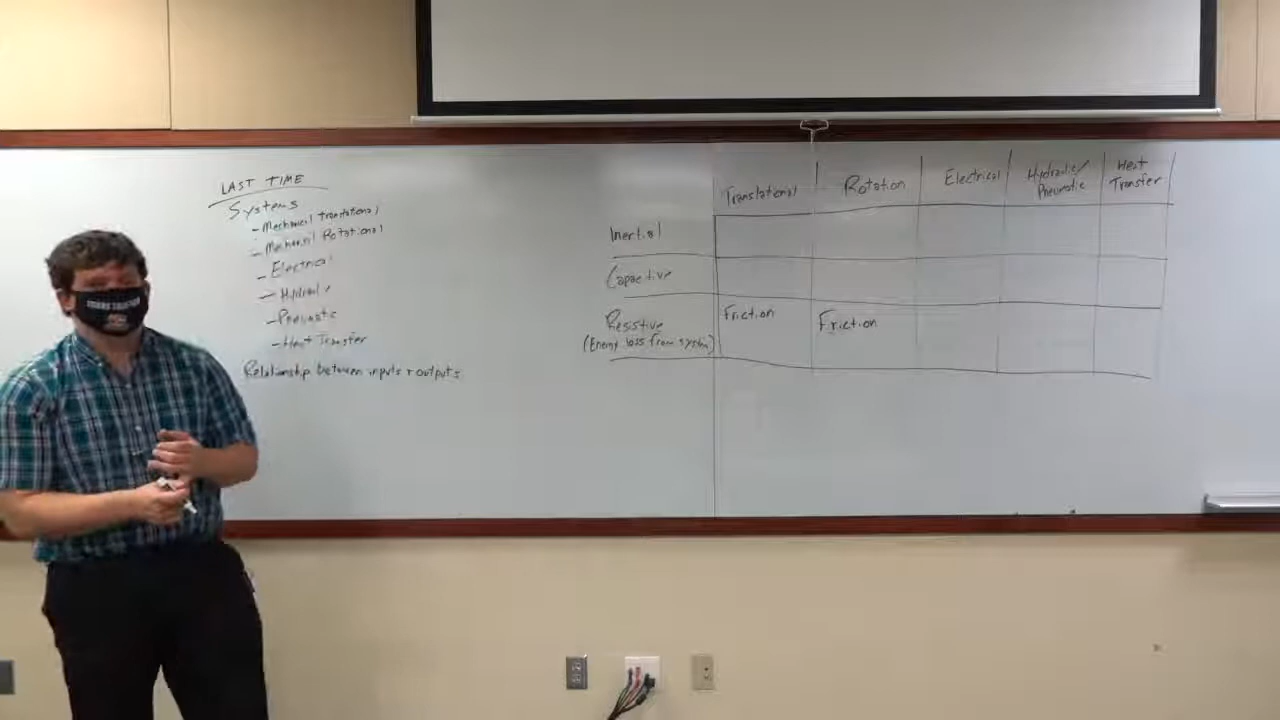 LAST TIME
Systems
- Mechanical Translational
- Mechanical Rotational
- Electrical
- Hydraulic
- Pneumatic
- Heat Transfer
Relationship between inputs + outputs
Translational Rotation Electrical Hydraulic/ Pneumatic Heat Transfer
Inertial
Capacitive
Resistive Friction Friction
(Energy loss from system)